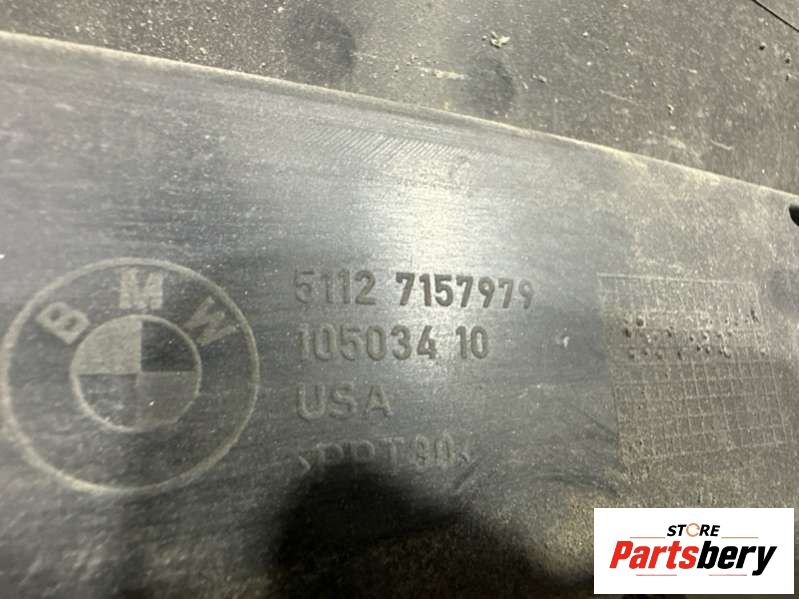 BMW
5112 7157979
105034 10
USA
STORE
Partsbery